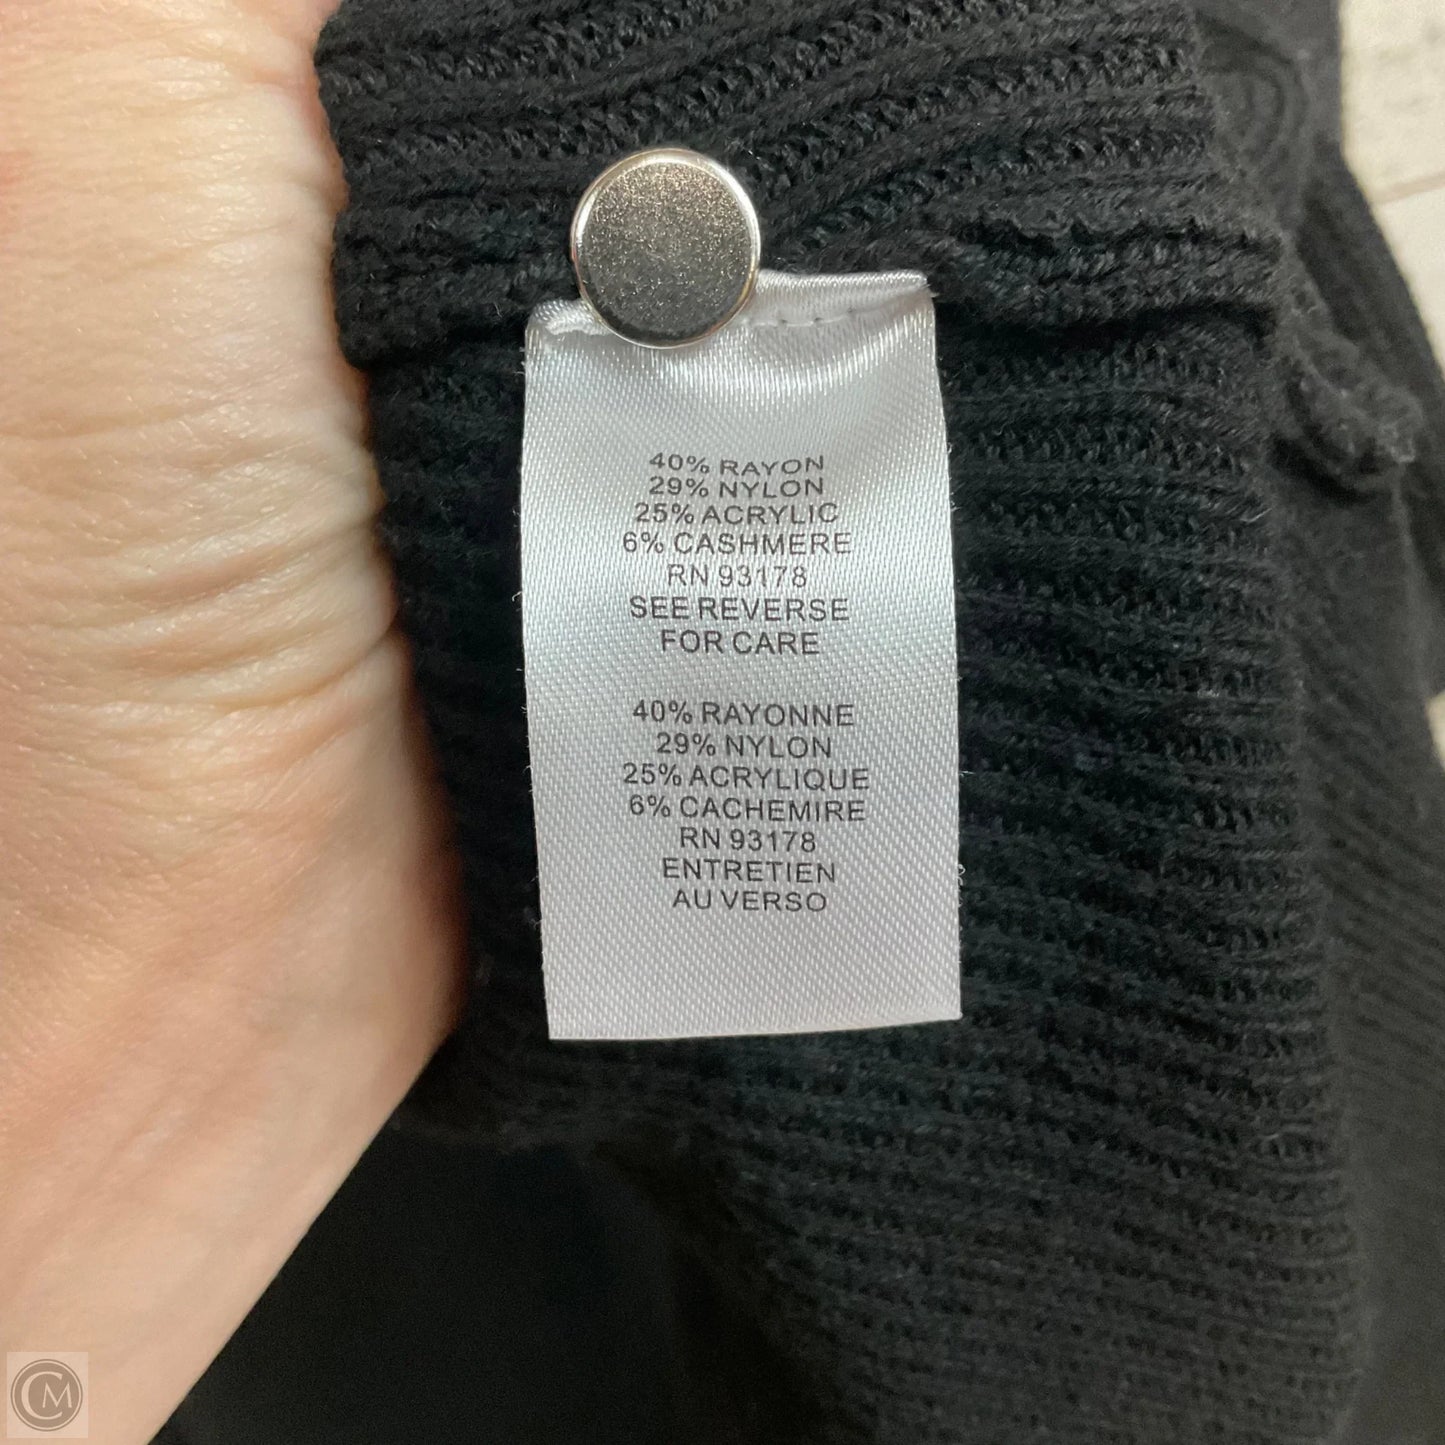 40% RAYON
29% NYLON
25% ACRYLIC
6% CASHMERE
RN 93178
SEE REVERSE
FOR CARE
40% RAYONNE
29% NYLON
25% ACRYLIQUE
6% CACHEMIRE
RN 93178
ENTRETIEN
AU VERSO
CM